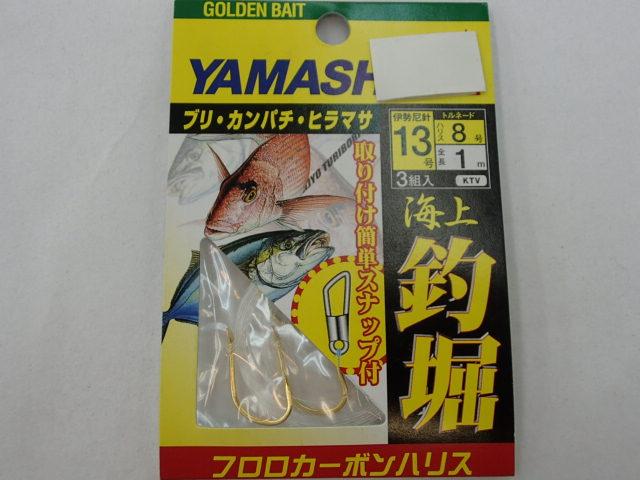 GOLDEN BAIT
YAMASH
ブリ・カンパチ・ヒラマサ
伊勢尼針
13号
トルネード
ハリス8号
全長1m
3組入
KTV
海上
釣堀
取り付け簡単スナップ付
フロロカーボンハリス